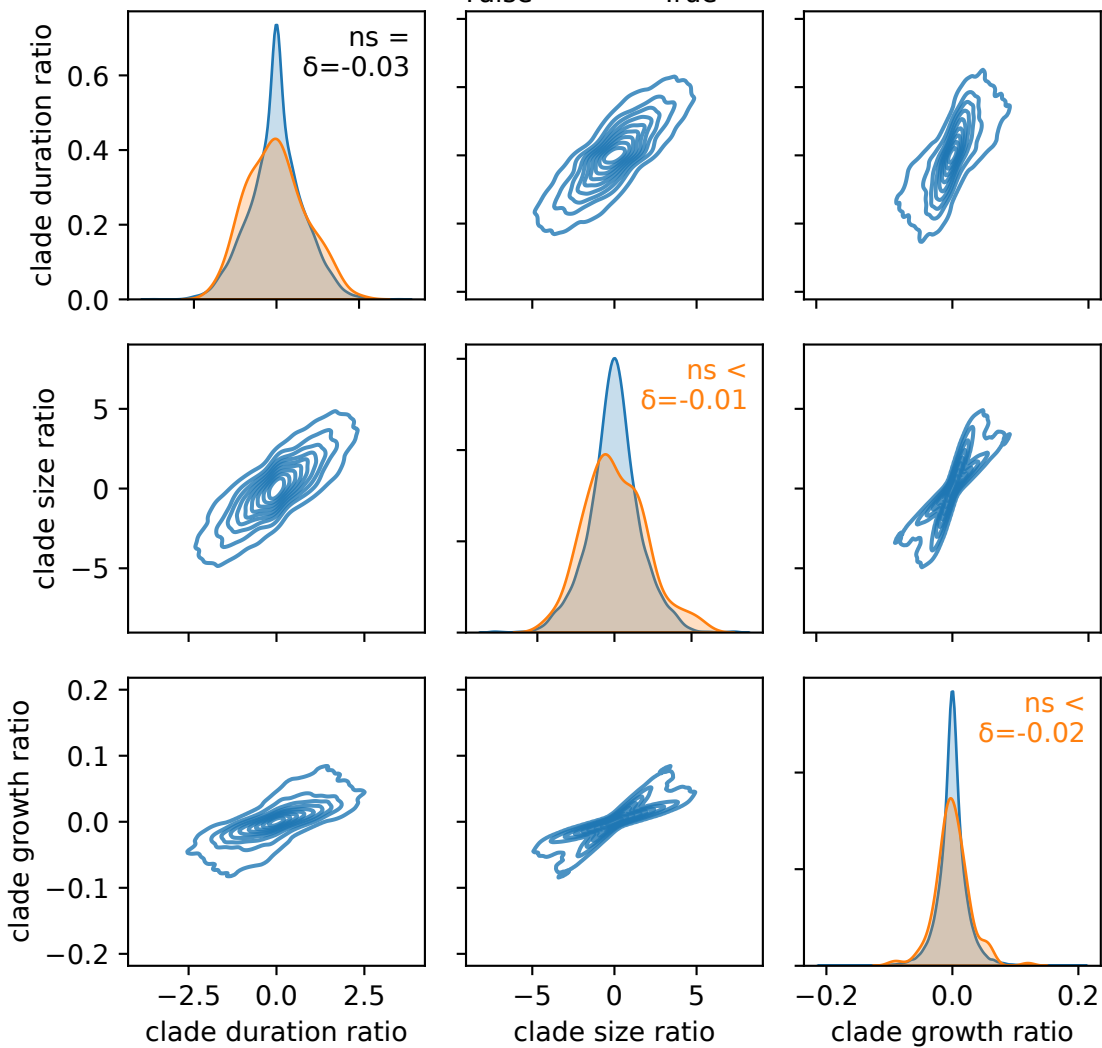 clade duration ratio
0.6
0.4
0.2
0.0
ns =
δ=-0.03
clade size ratio
5
0
−5
ns <
δ=-0.01
clade growth ratio
0.2
0.1
0.0
−0.1
−0.2
ns <
δ=-0.02
−2.5 0.0 2.5
−5 0 5
−0.2 0.0 0.2
clade duration ratio
clade size ratio
clade growth ratio